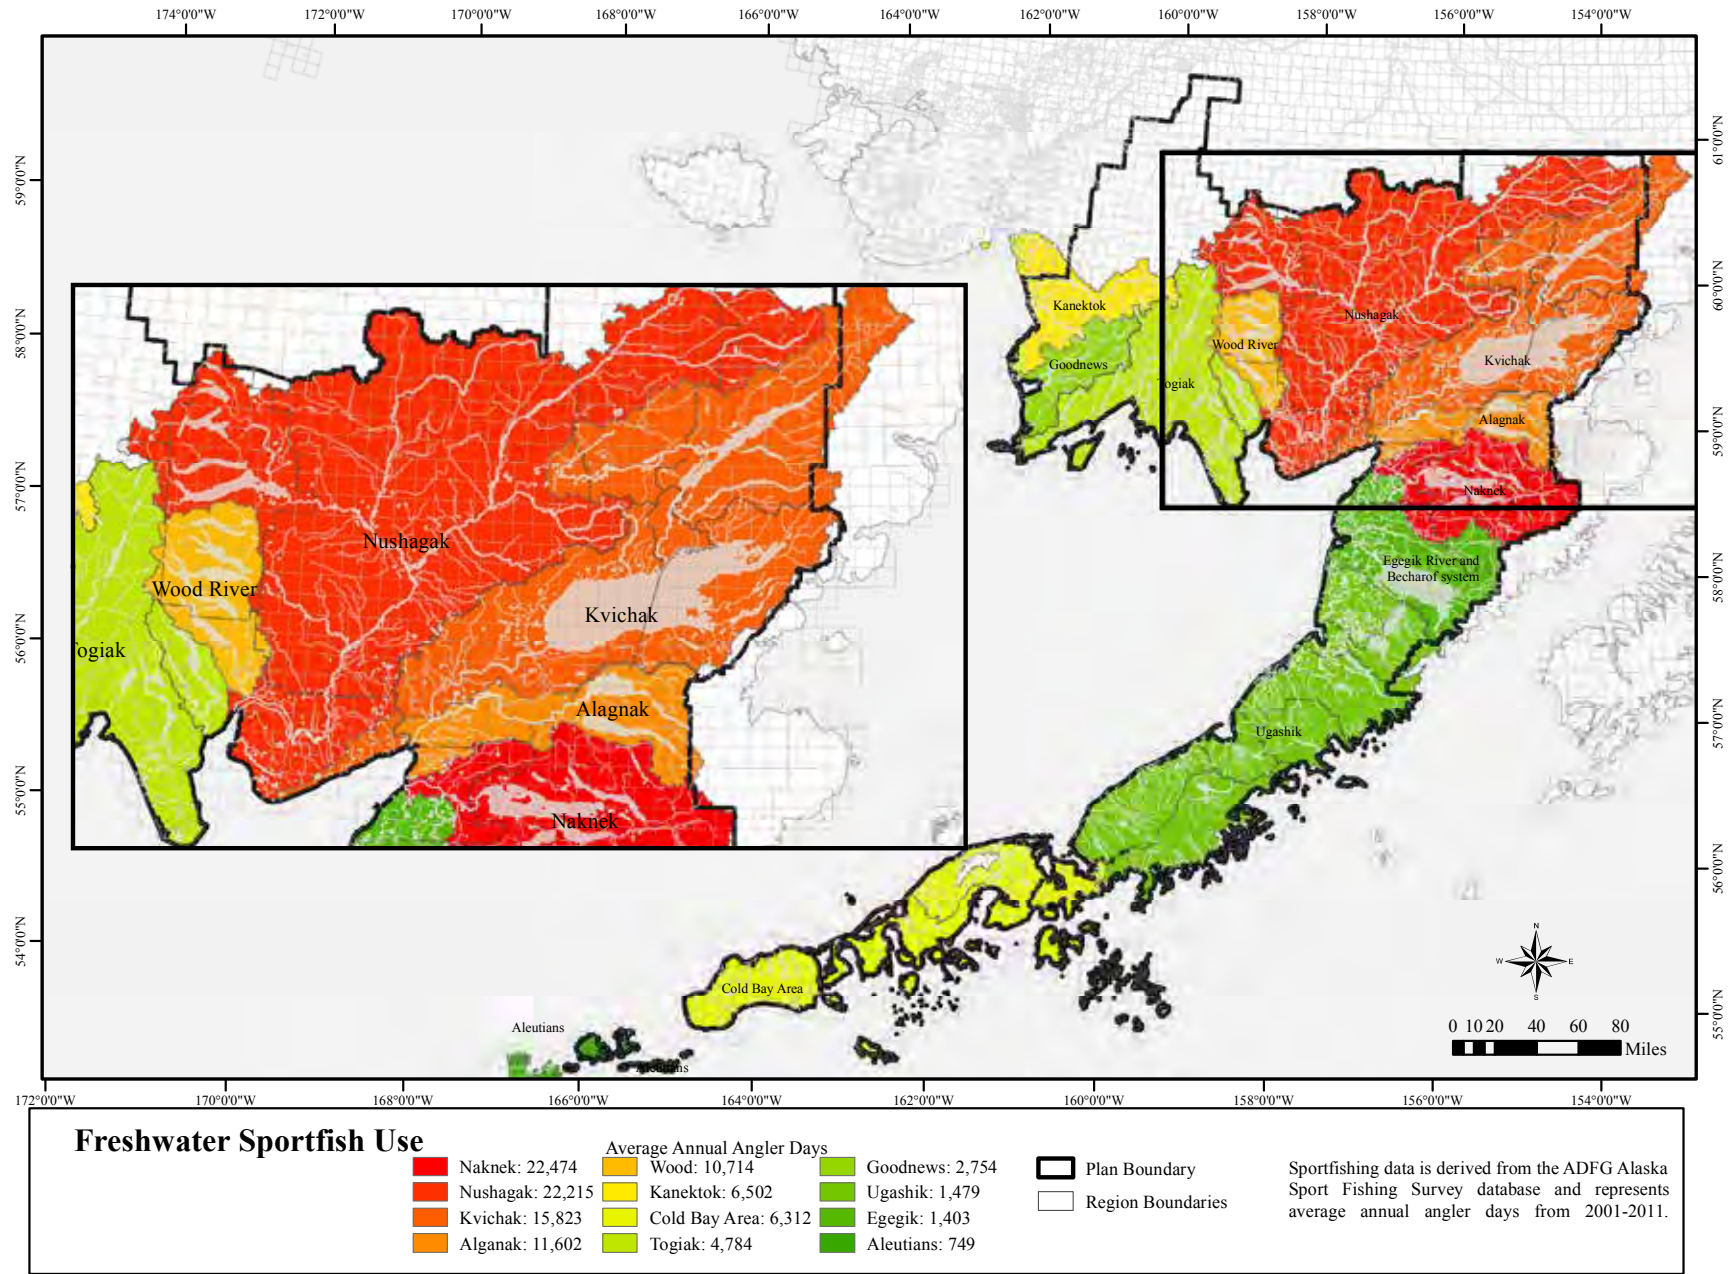 174°0'0"W 172°0'0"W 170°0'0"W 168°0'0"W 166°0'0"W 164°0'0"W 162°0'0"W 160°0'0"W 158°0'0"W 156°0'0"W 154°0'0"W
59°0'0"N
58°0'0"N
57°0'0"N
56°0'0"N
55°0'0"N
54°0'0"N
61°0'0"N
60°0'0"N
59°0'0"N
58°0'0"N
57°0'0"N
56°0'0"N
55°0'0"N
Kanektok
Goodnews
Togiak
Wood River
Nushagak
Kvichak
Alagnak
Naknek
Egegik River and
Becharof system
Ugashik
Cold Bay Area
Aleutians
Aleutians
Nushagak
Wood River
Togiak
Kvichak
Alagnak
Naknek
N
W E
S
0 10 20 40 60 80
Miles
172°0'0"W 170°0'0"W 168°0'0"W 166°0'0"W 164°0'0"W 162°0'0"W 160°0'0"W 158°0'0"W 156°0'0"W 154°0'0"W
Freshwater Sportfish Use
Average Annual Angler Days
Naknek: 22,474
Nushagak: 22,215
Kvichak: 15,823
Alganak: 11,602
Wood: 10,714
Kanektok: 6,502
Cold Bay Area: 6,312
Togiak: 4,784
Goodnews: 2,754
Ugashik: 1,479
Egegik: 1,403
Aleutians: 749
Plan Boundary
Region Boundaries
Sportfishing data is derived from the ADFG Alaska
Sport Fishing Survey database and represents
average annual angler days from 2001-2011.